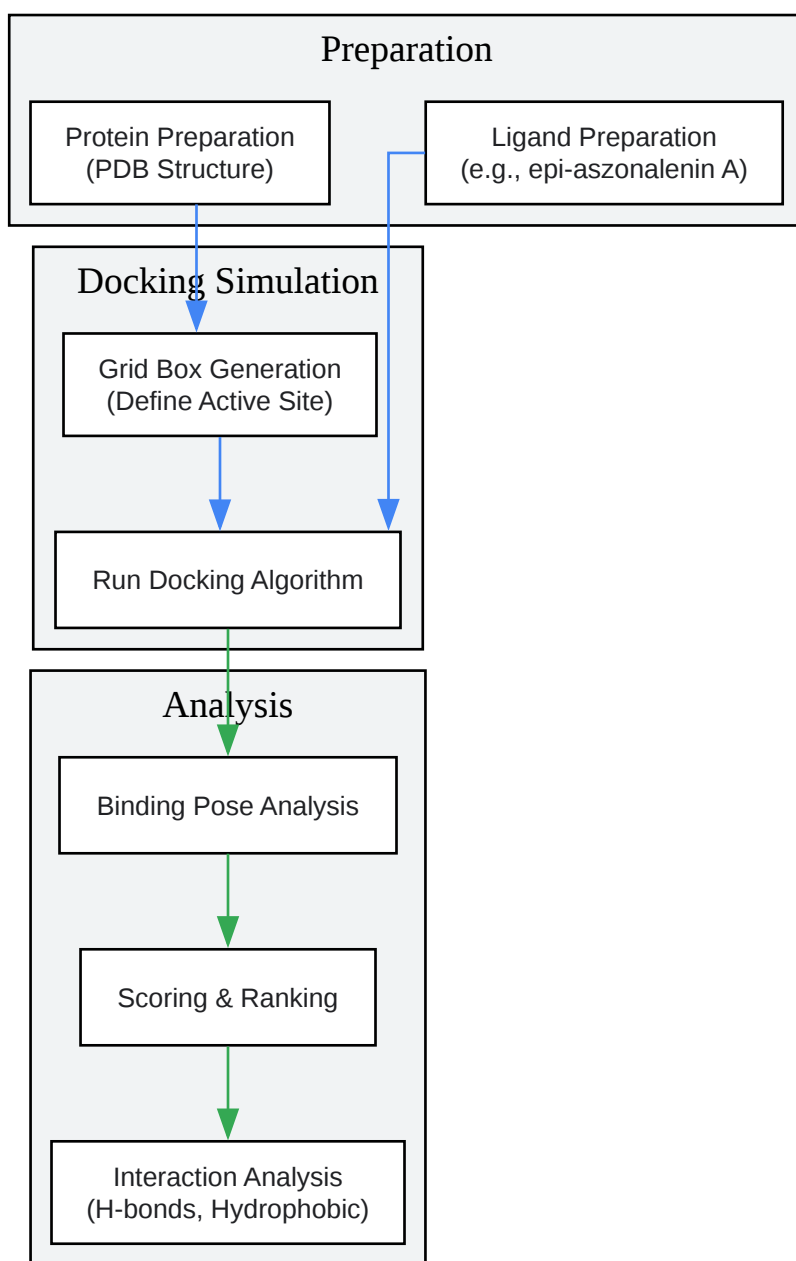 Preparation
Protein Preparation
(PDB Structure)
Ligand Preparation
(e.g., epi-aszonalenin A)
Docking Simulation
Grid Box Generation
(Define Active Site)
Run Docking Algorithm
Analysis
Binding Pose Analysis
Scoring & Ranking
Interaction Analysis
(H-bonds, Hydrophobic)